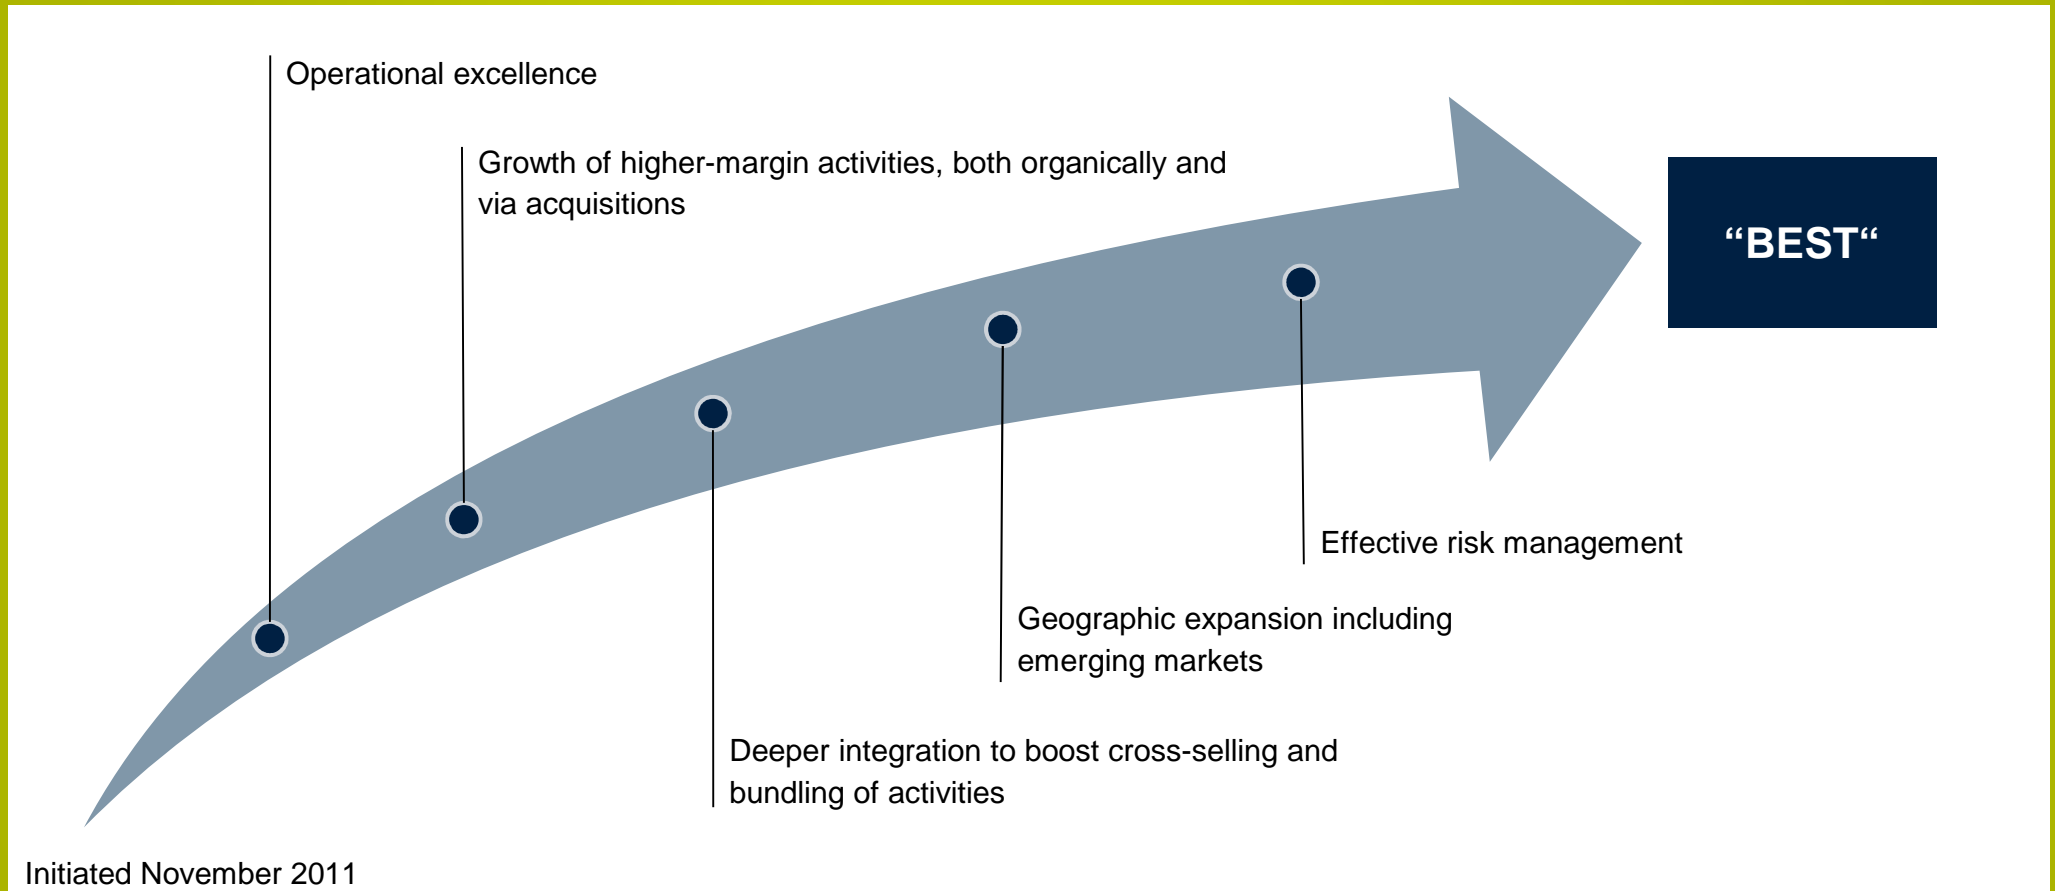 Operational excellence
Growth of higher-margin activities, both organically and
via acquisitions
“BEST“
Effective risk management
Geographic expansion including
emerging markets
Deeper integration to boost cross-selling and
bundling of activities
Initiated November 2011